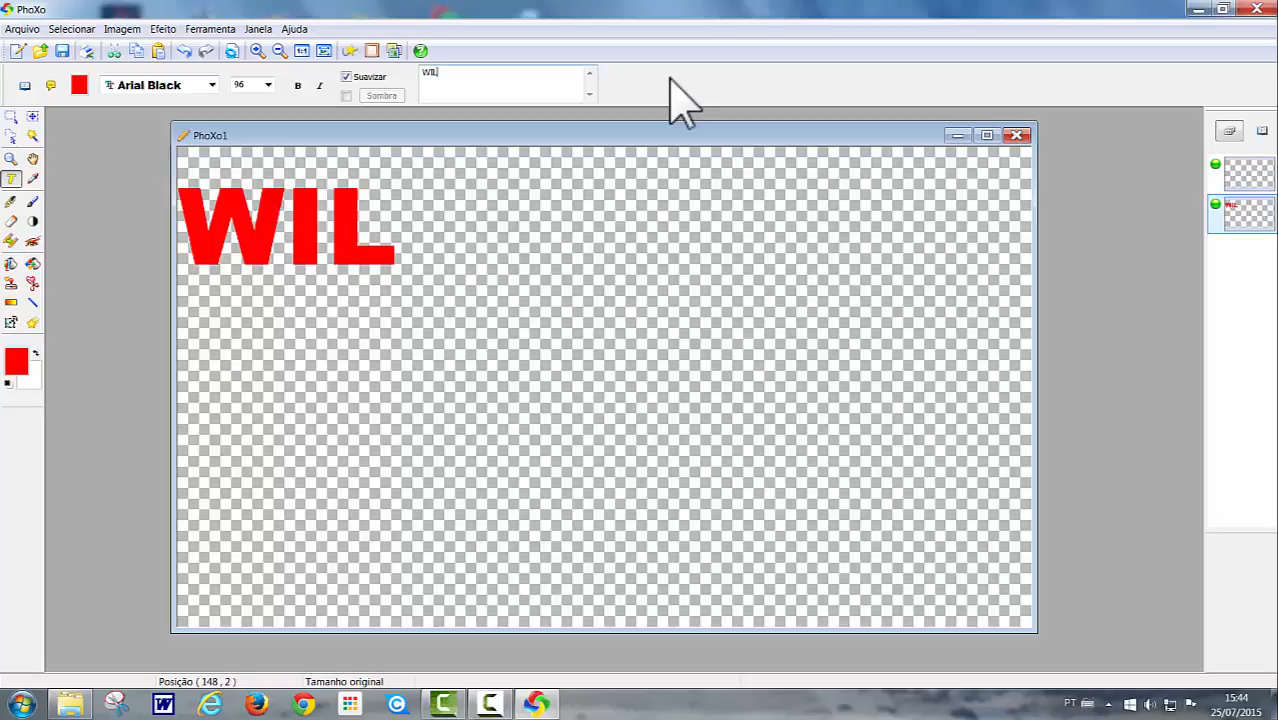 PhoXo
Arquivo Selecionar Imagem Efeito Ferramenta Janela Ajuda
T Arial Black 96 B I Suavizar WIL
Sombra
PhoXo1
WIL
WIL
T
Posição ( 148, 2 ) Tamanho original
PT 15:44
25/07/2015